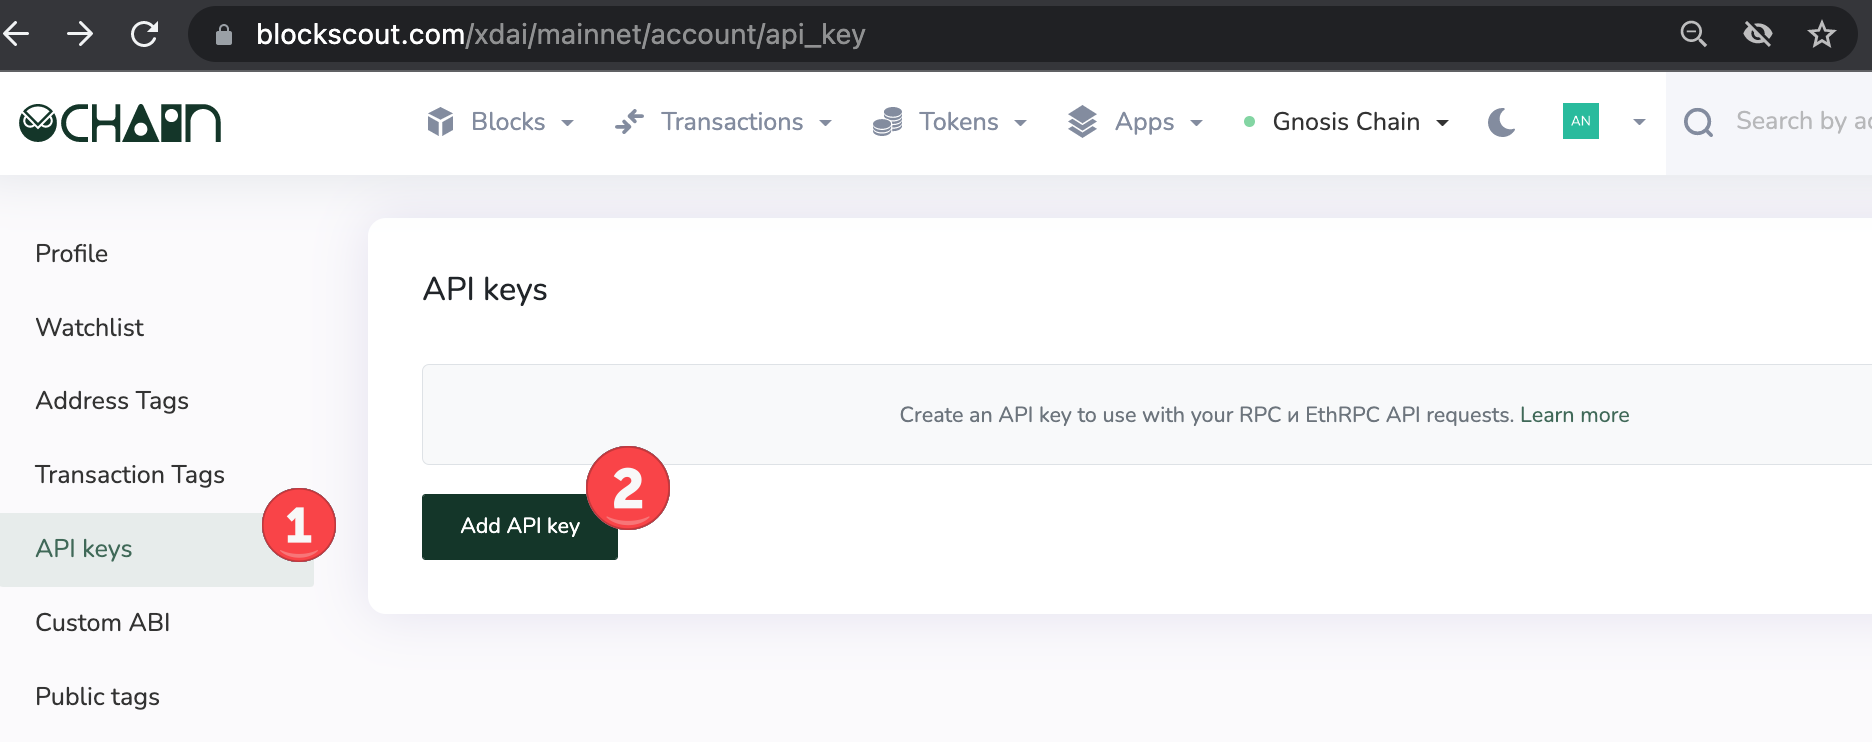 blockscout.com/xdai/mainnet/account/api_key
CHAIN
Blocks
Transactions
Tokens
Apps
Gnosis Chain
AN
Search by
Profile
Watchlist
Address Tags
Transaction Tags
API keys
1
Custom ABI
Public tags
API keys
Create an API key to use with your RPC и EthRPC API requests. Learn more
2
Add API key